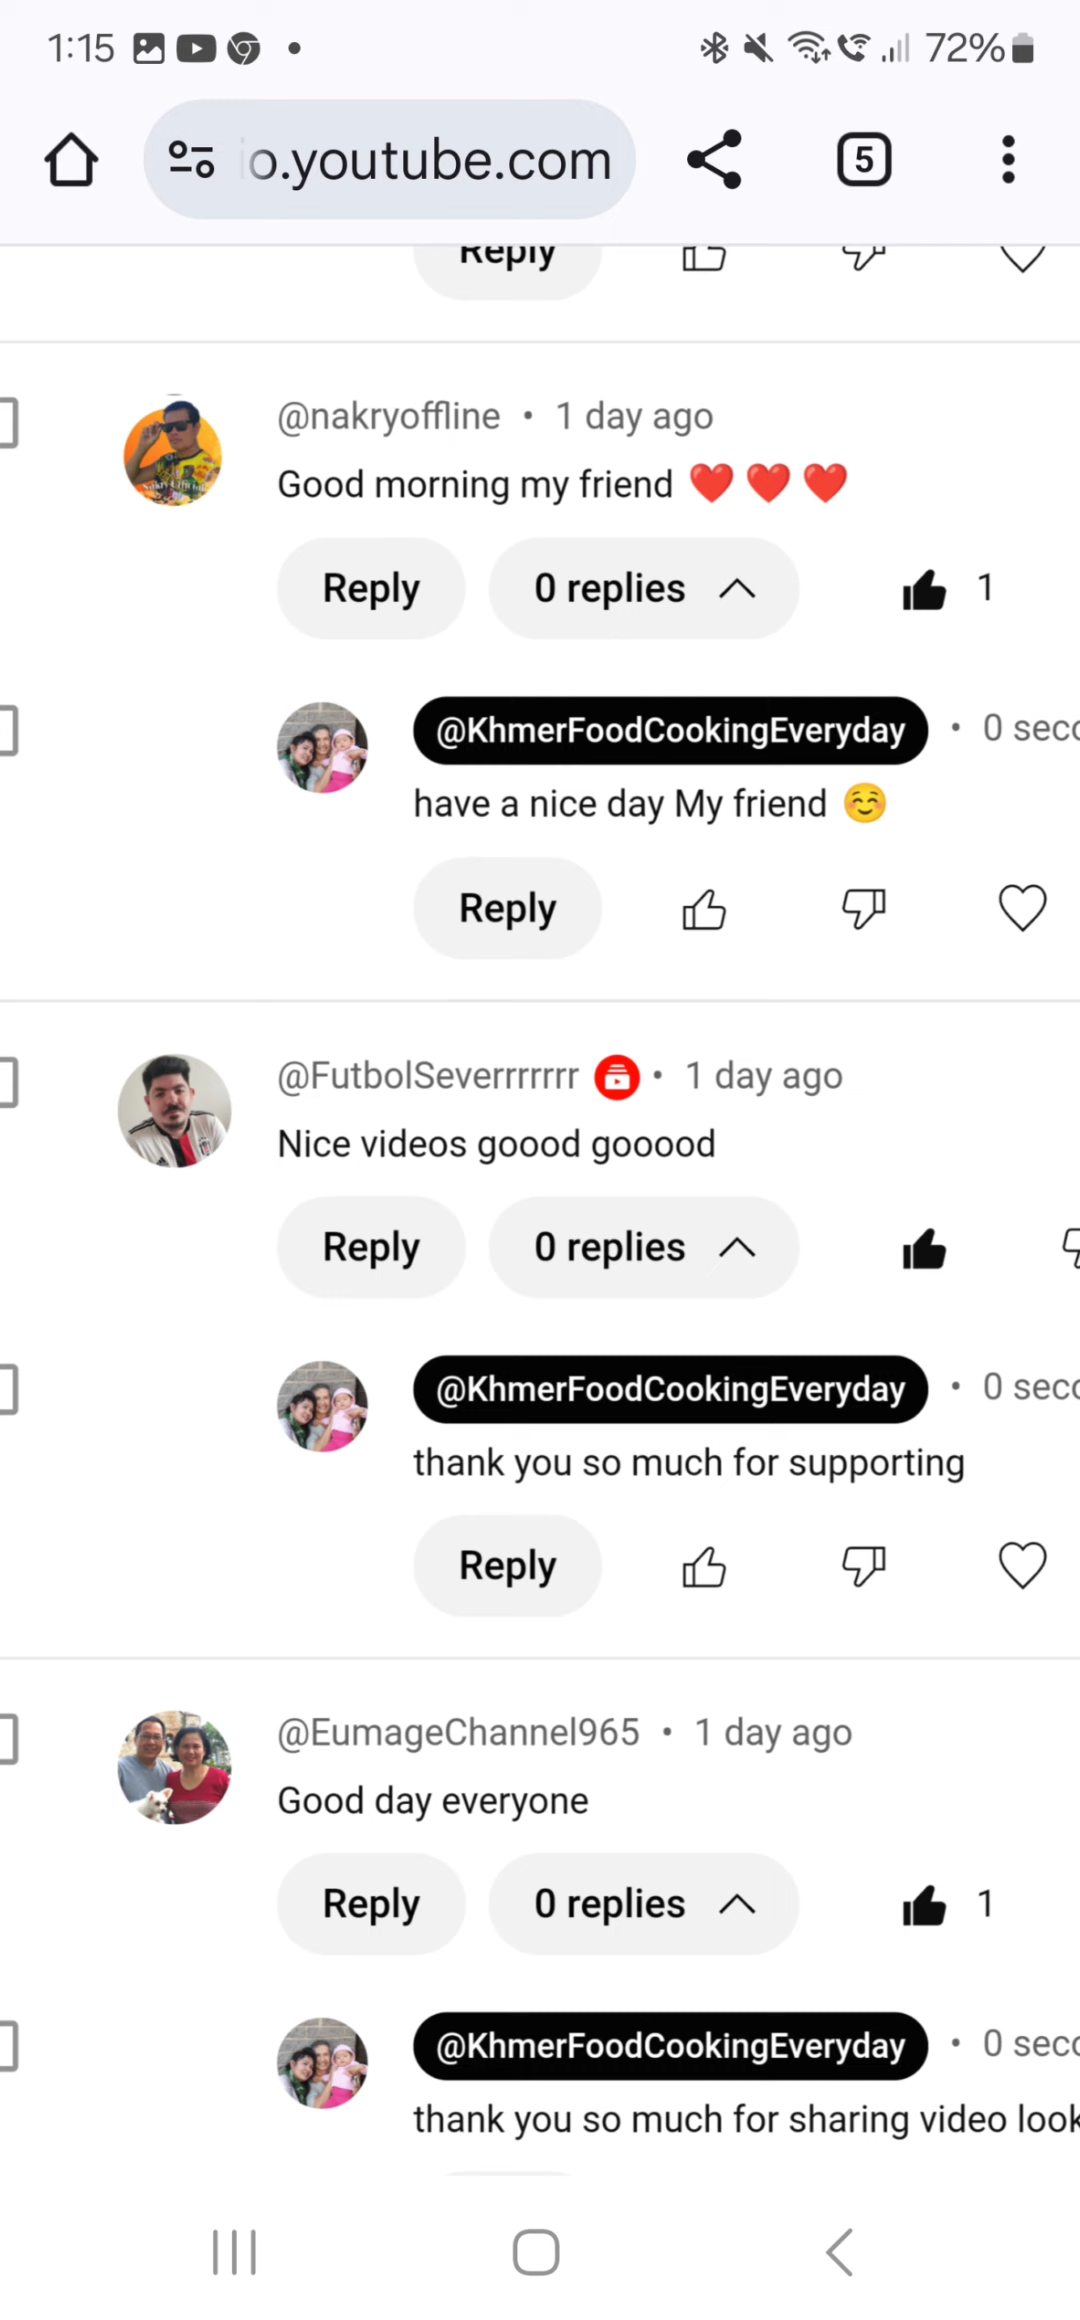 1:15
72%
o.youtube.com
5
Reply
@nakryoffline • 1 day ago
Good morning my friend ❤️❤️❤️
Reply
0 replies
1
@KhmerFoodCookingEveryday • 0 sec
have a nice day My friend ☺️
Reply
@FutbolSeverrrrrrr • 1 day ago
Nice videos goood gooood
Reply
0 replies
@KhmerFoodCookingEveryday • 0 sec
thank you so much for supporting
Reply
@EumageChannel965 • 1 day ago
Good day everyone
Reply
0 replies
1
@KhmerFoodCookingEveryday • 0 sec
thank you so much for sharing video look